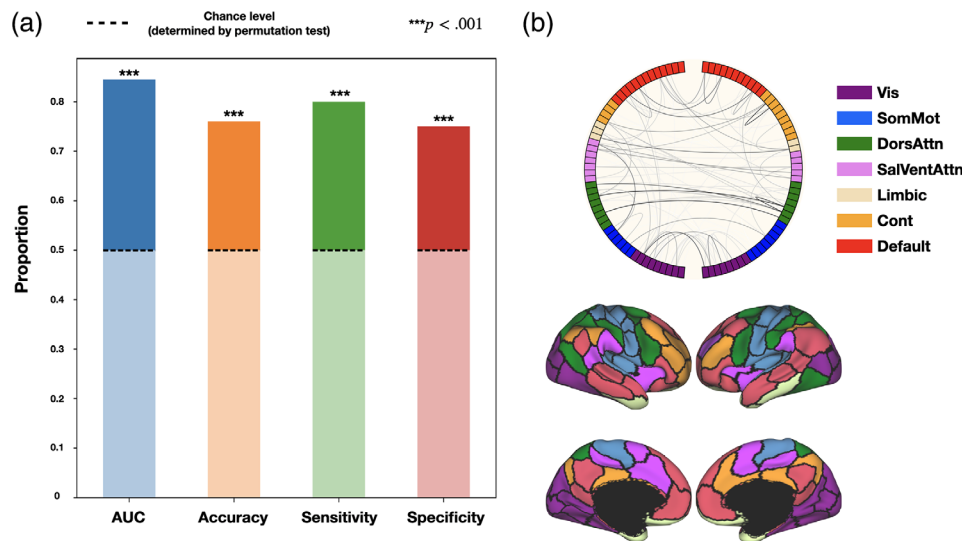 (a)
Chance level
(determined by permutation test)
***p < .001
(b)
Proportion
0.8
0.7
0.6
0.5
0.4
0.3
0.2
0.1
0
***
***
***
***
AUC
Accuracy
Sensitivity
Specificity
Vis
SomMot
DorsAttn
SalVentAttn
Limbic
Cont
Default